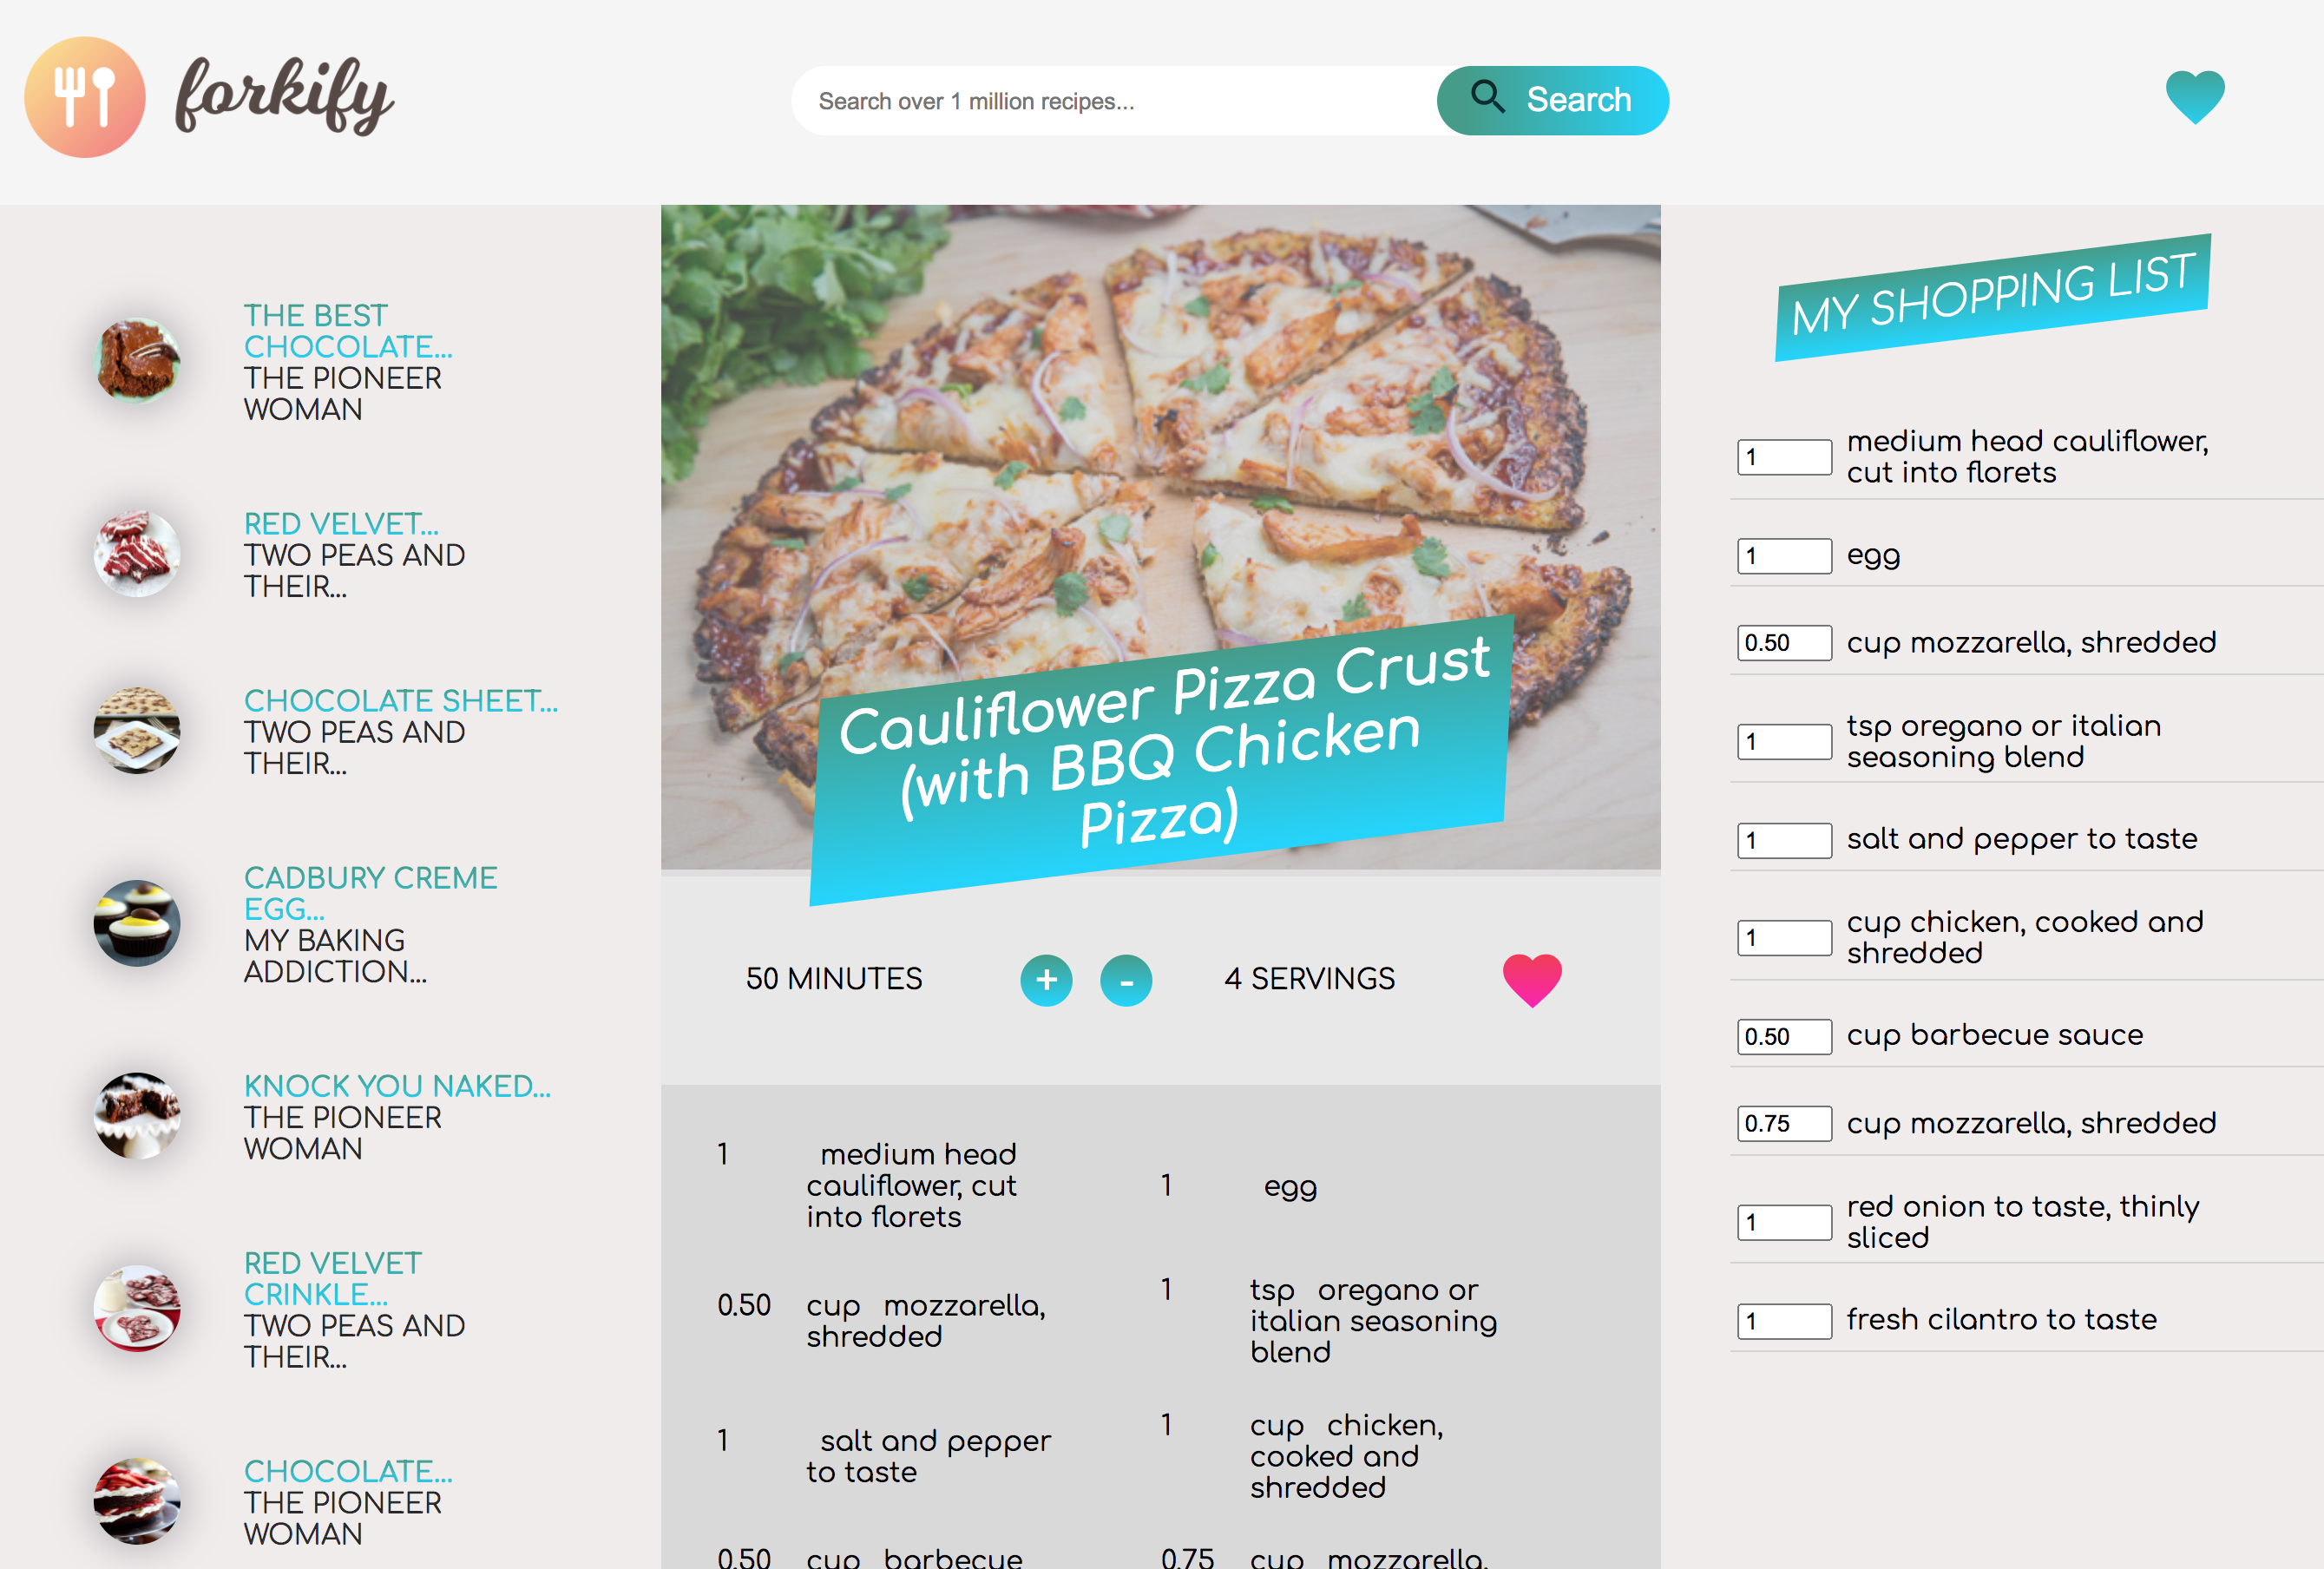 forkify
Search over 1 million recipes...
Search
THE BEST
CHOCOLATE...
THE PIONEER
WOMAN
RED VELVET...
TWO PEAS AND
THEIR...
CHOCOLATE SHEET...
TWO PEAS AND
THEIR...
CADBURY CREME
EGG...
MY BAKING
ADDICTION...
KNOCK YOU NAKED...
THE PIONEER
WOMAN
RED VELVET
CRINKLE...
TWO PEAS AND
THEIR...
CHOCOLATE...
THE PIONEER
WOMAN
Cauliflower Pizza Crust
(with BBQ Chicken
Pizza)
50 MINUTES + - 4 SERVINGS
1 medium head
cauliflower, cut
into florets
1 egg
0.50 cup mozzarella,
shredded
1 tsp oregano or
italian seasoning
blend
1 salt and pepper
to taste
1 cup chicken,
cooked and
shredded
0.50 cup barbecue
0.75 cup mozzarella,
MY SHOPPING LIST
1 medium head cauliflower,
cut into florets
1 egg
0.50 cup mozzarella, shredded
1 tsp oregano or italian
seasoning blend
1 salt and pepper to taste
1 cup chicken, cooked and
shredded
0.50 cup barbecue sauce
0.75 cup mozzarella, shredded
1 red onion to taste, thinly
sliced
1 fresh cilantro to taste